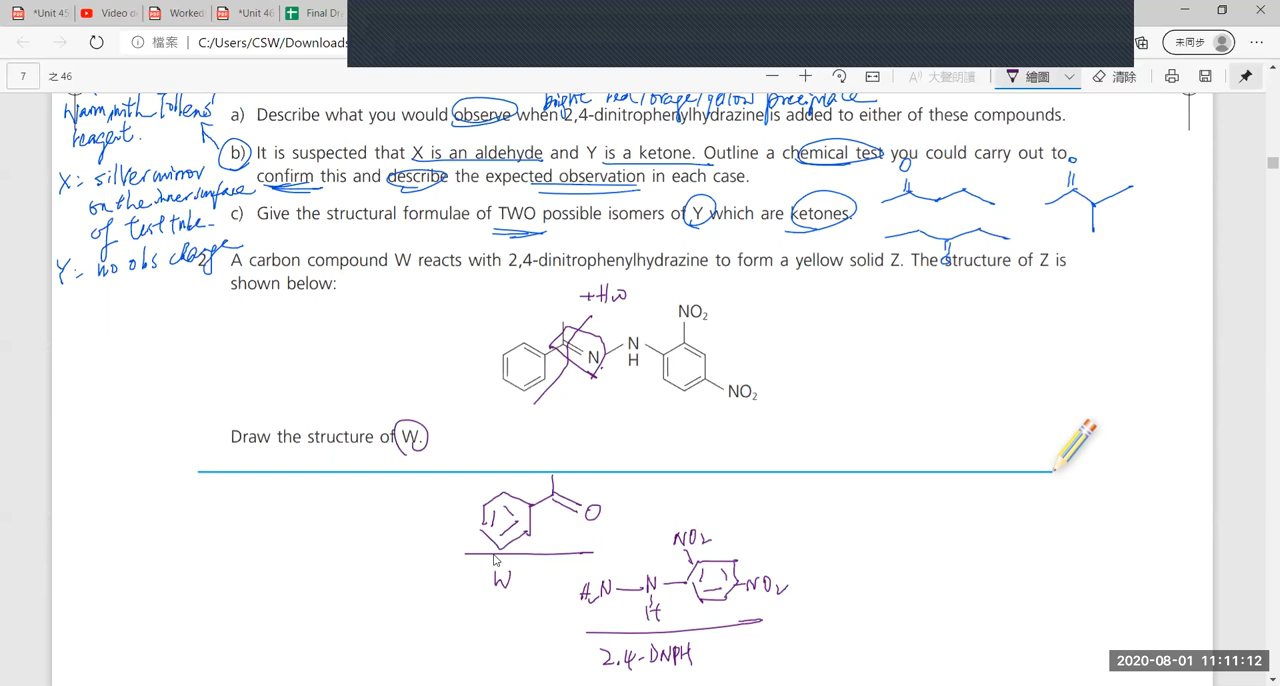 *Unit 45
Video o
Worked
*Unit 46
Final Dr
檔案
C:/Users/CSW/Downloads
未同步
7
之 46
大聲朗讀
繪圖
清除
bright red/orange/yellow precipitate
warm with Tollens'
reagent.
a) Describe what you would observe when 2,4-dinitrophenylhydrazine is added to either of these compounds.
b) It is suspected that X is an aldehyde and Y is a ketone. Outline a chemical test you could carry out to
confirm this and describe the expected observation in each case.
X: silver mirror
on the inner surface
of test tube
Y: no obs change
O
O
O
c) Give the structural formulae of TWO possible isomers of Y which are ketones.
2. A carbon compound W reacts with 2,4-dinitrophenylhydrazine to form a yellow solid Z. The structure of Z is
shown below:
+H2O
NO2
N
N
H
NO2
Draw the structure of W.
O
W
NO2
H2N
N
H
NO2
2,4-DNPH
2020-08-01 11:11:12